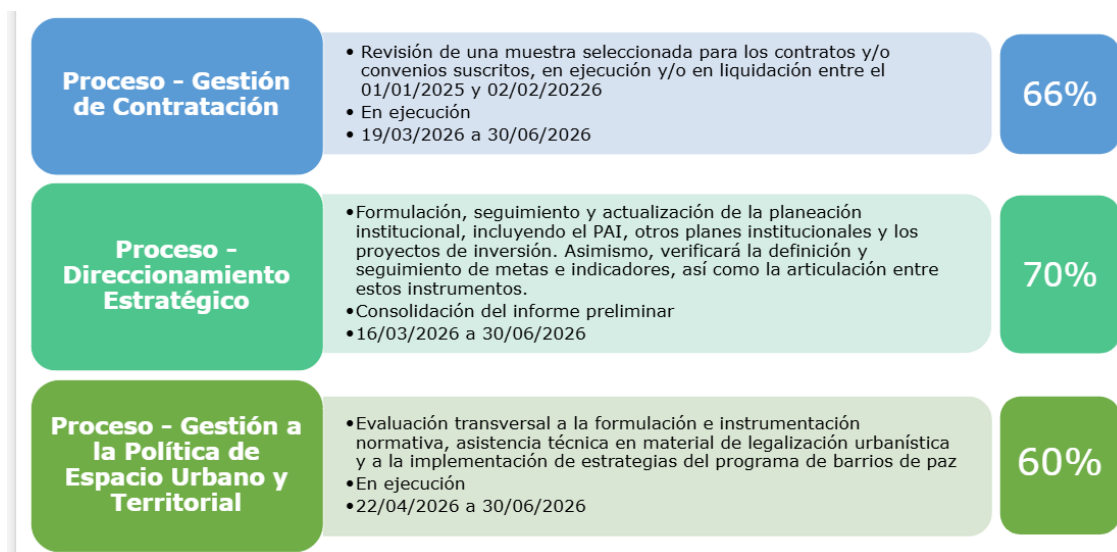 Proceso - Gestión
de Contratación
• Revisión de una muestra seleccionada para los contratos y/o
convenios suscritos, en ejecución y/o en liquidación entre el
01/01/2025 y 02/02/20226
• En ejecución
• 19/03/2026 a 30/06/2026
66%
Proceso -
Direccionamiento
Estratégico
•Formulación, seguimiento y actualización de la planeación
institucional, incluyendo el PAI, otros planes institucionales y los
proyectos de inversión. Asimismo, verificará la definición y
seguimiento de metas e indicadores, así como la articulación entre
estos instrumentos.
•Consolidación del informe preliminar
•16/03/2026 a 30/06/2026
70%
Proceso - Gestión a
la Política de
Espacio Urbano y
Territorial
•Evaluación transversal a la formulación e instrumentación
normativa, asistencia técnica en material de legalización urbanística
y a la implementación de estrategias del programa de barrios de paz
•En ejecución
•22/04/2026 a 30/06/2026
60%